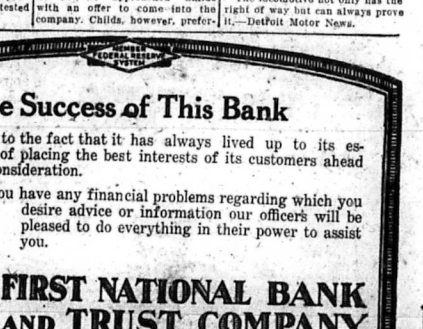 tested with an offer to come into the
company. Childs, however, prefer-
right of way but can always prove
it.—Detroit Motor News.
MEMBER
FEDERAL RESERVE
SYSTEM
e Success of This Bank
to the fact that it has always lived up to its es-
of placing the best interests of its customers ahead
onsideration.
ou have any financial problems regarding which you
desire advice or information our officers will be
pleased to do everything in their power to assist
you.
FIRST NATIONAL BANK
AND TRUST COMPANY